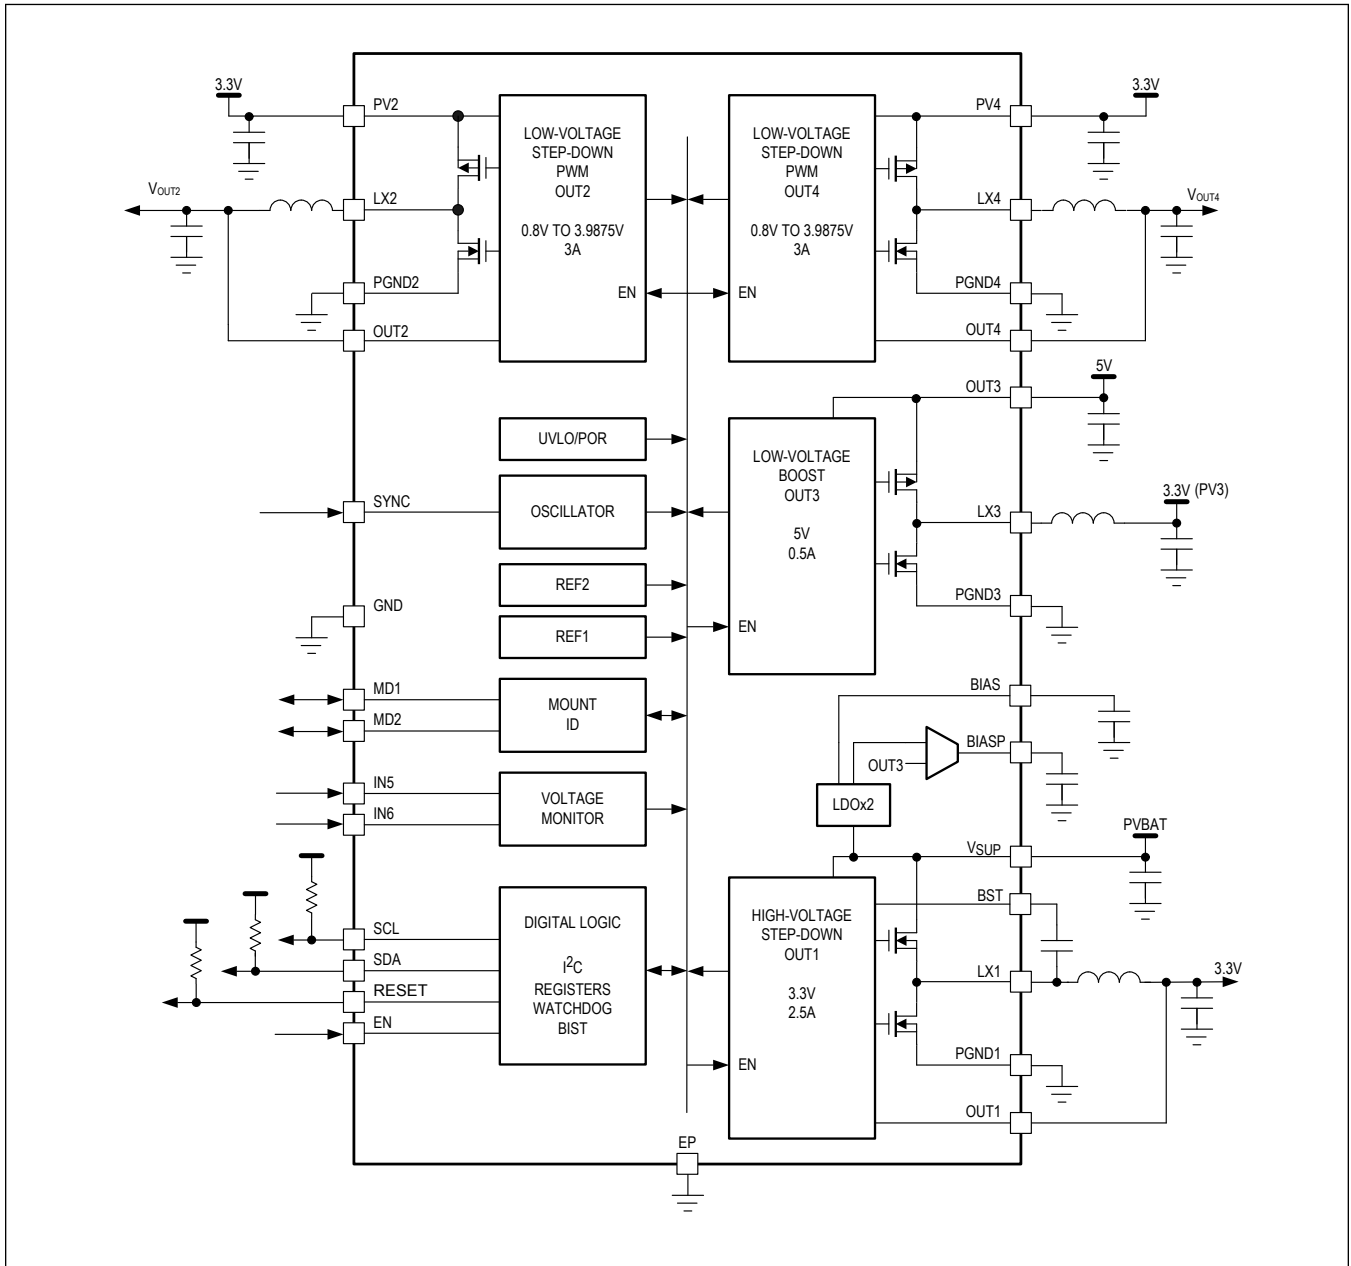 3.3V
PV2
LOW-VOLTAGE
STEP-DOWN
PWM
OUT2
0.8V TO 3.9875V
3A
EN
VOUT2
LX2
PGND2
OUT2
LOW-VOLTAGE
STEP-DOWN
PWM
OUT4
0.8V TO 3.9875V
3A
EN
PV4
3.3V
LX4
VOUT4
PGND4
OUT4
UVLO/POR
SYNC
OSCILLATOR
REF2
GND
REF1
LOW-VOLTAGE
BOOST
OUT3
5V
0.5A
EN
OUT3
5V
LX3
3.3V (PV3)
PGND3
MD1
MD2
MOUNT
ID
IN5
IN6
VOLTAGE
MONITOR
BIAS
BIASP
OUT3
LDOx2
SCL
SDA
RESET
EN
DIGITAL LOGIC
I2C
REGISTERS
WATCHDOG
BIST
VSUP
PVBAT
HIGH-VOLTAGE
STEP-DOWN
OUT1
3.3V
2.5A
EN
BST
LX1
3.3V
PGND1
OUT1
EP